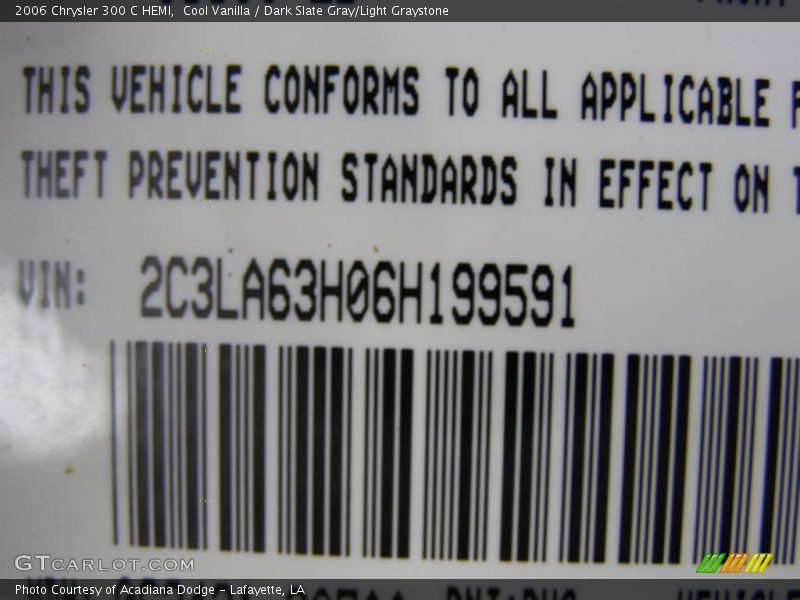 2006 Chrysler 300 C HEMI, Cool Vanilla / Dark Slate Gray/Light Graystone
THIS VEHICLE CONFORMS TO ALL APPLICABLE
THEFT PREVENTION STANDARDS IN EFFECT ON
VIN: 2C3LA63H06H199591
GTCARLOT.COM
Photo Courtesy of Acadiana Dodge - Lafayette, LA